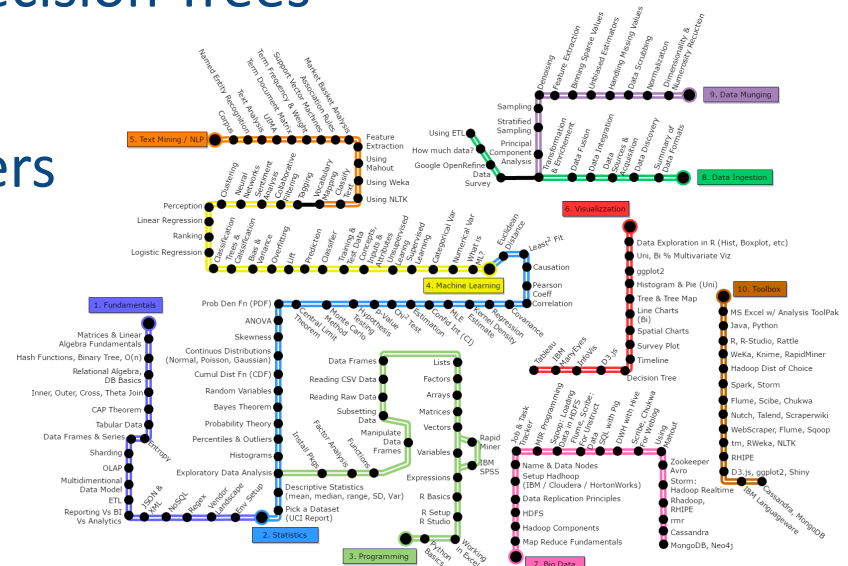 ecision Trees
ers
5. Text Mining / NLP
Corpus
Named Entity
Recognition
Text Analysis
UIMA
Term Document Matrix
Term Frequency & Weight
Support Vector Machines
Association Rules
Market Basket Analysis
Feature
Extraction
Using
Mahout
Using Weka
Using NLTK
Classify
Text
Vocabulary
Mapping
Tagging
Collaborative
Filtering
Sentiment
Analysis
Neural
Networks
Clustering
Perception
Linear Regression
Ranking
Logistic Regression
Classification
Trees &
Classification
Bias &
Variance
Overfitting
Lift
Prediction
Classifier
Training &
Test Data
Concepts,
Inputs &
Attributes
Unsupervised
Learing
Supervised
Learning
Categorical Var
Numerical Var
What is
ML?
4. Machine Learning
Euclidean
Distance
Least² Fit
Causation
Pearson
Coeff
Correlation
Covariance
Regression
Kernel Density
Estimate
MLE
Confid Int (CI)
Estimation
Chi² Test
p-Value
Hypothesis
Testing
Monte Carlo
Method
Central Limit
Theorem
Prob Den Fn (PDF)
ANOVA
Skewness
Continuos Distributions
(Normal, Poisson, Gaussian)
Cumul Dist Fn (CDF)
Random Variables
Bayes Theorem
Probability Theory
Percentiles & Outliers
Histograms
Exploratory Data Analysis
Descriptive Statistics
(mean, median, range, SD, Var)
Pick a Dataset
(UCI Report)
2. Statistics
1. Fundamentals
Matrices & Linear
Algebra Fundamentals
Hash Functions, Binary Tree, O(n)
Relational Algebra,
DB Basics
Inner, Outer, Cross, Theta Join
CAP Theorem
Tabular Data
Data Frames & Series
Entropy
Sharding
OLAP
Multidimentional
Data Model
ETL
Reporting Vs BI
Vs Analytics
JSON &
XML
NoSQL
Regex
Vendor
Landscape
Env Setup
3. Programming
Python
Basics
Working
in Excel
R Setup
R Studio
R Basics
Expressions
IBM
SPSS
Rapid
Miner
Variables
Vectors
Matrices
Arrays
Factors
Lists
Data Frames
Reading CSV Data
Reading Raw Data
Subsetting
Data
Manipulate
Data
Frames
Functions
Factor Analysis
Install Pkgs
9. Data Munging
Dimensionality &
Numerosity Recuction
Normalization
Data Scrubbing
Handling Missing Values
Unbiased Estimators
Binning Sparse Values
Feature Extraction
Denoising
Sampling
Stratified
Sampling
Principal
Component
Analysis
8. Data Ingestion
Summary of
Data Formats
Data Discovery
Data
Sources &
Acquistion
Data Integration
Data Fusion
Transformation
& Enrichement
Data
Survey
Google OpenRefine
How much data?
Using ETL
6. Visualizzation
Data Exploration in R (Hist, Boxplot, etc)
Uni, Bi % Multivariate Viz
ggplot2
Histogram & Pie (Uni)
Tree & Tree Map
Line Charts
(Bi)
Spatial Charts
Survey Plot
Timeline
Decision Tree
D3.js
InfoVis
ManyEyes
IBM
Tableau
7. Big Data
Map Reduce Fundamentals
Hadoop Components
HDFS
Data Replication Principles
Setup Hadhoop
(IBM / Cloudera / HortonWorks)
Name & Data Nodes
Job & Task
Tracker
M/R Programming
Sqoop: Loading
Data in HDFS
Flume, Scribe:
For Unstruct
Data
SQL with Pig
DWH with Hive
Scribe, Chukwa
For Weblog
Using
Mahout
Zookeeper
Avro
Storm:
Hadoop Realtime
Rhadoop,
RHIPE
rmr
Cassandra
MongoDB, Neo4j
10. Toolbox
MS Excel w/ Analysis ToolPak
Java, Python
R, R-Studio, Rattle
WeKa, Knime, RapidMiner
Hadoop Dist of Choice
Spark, Storm
Flume, Scibe, Chukwa
Nutch, Talend, Scraperwiki
WebScraper, Flume, Sqoop
tm, RWeka, NLTK
RHIPE
D3.js, ggplot2, Shiny
IBM Languageware
Cassandra, MongoDB